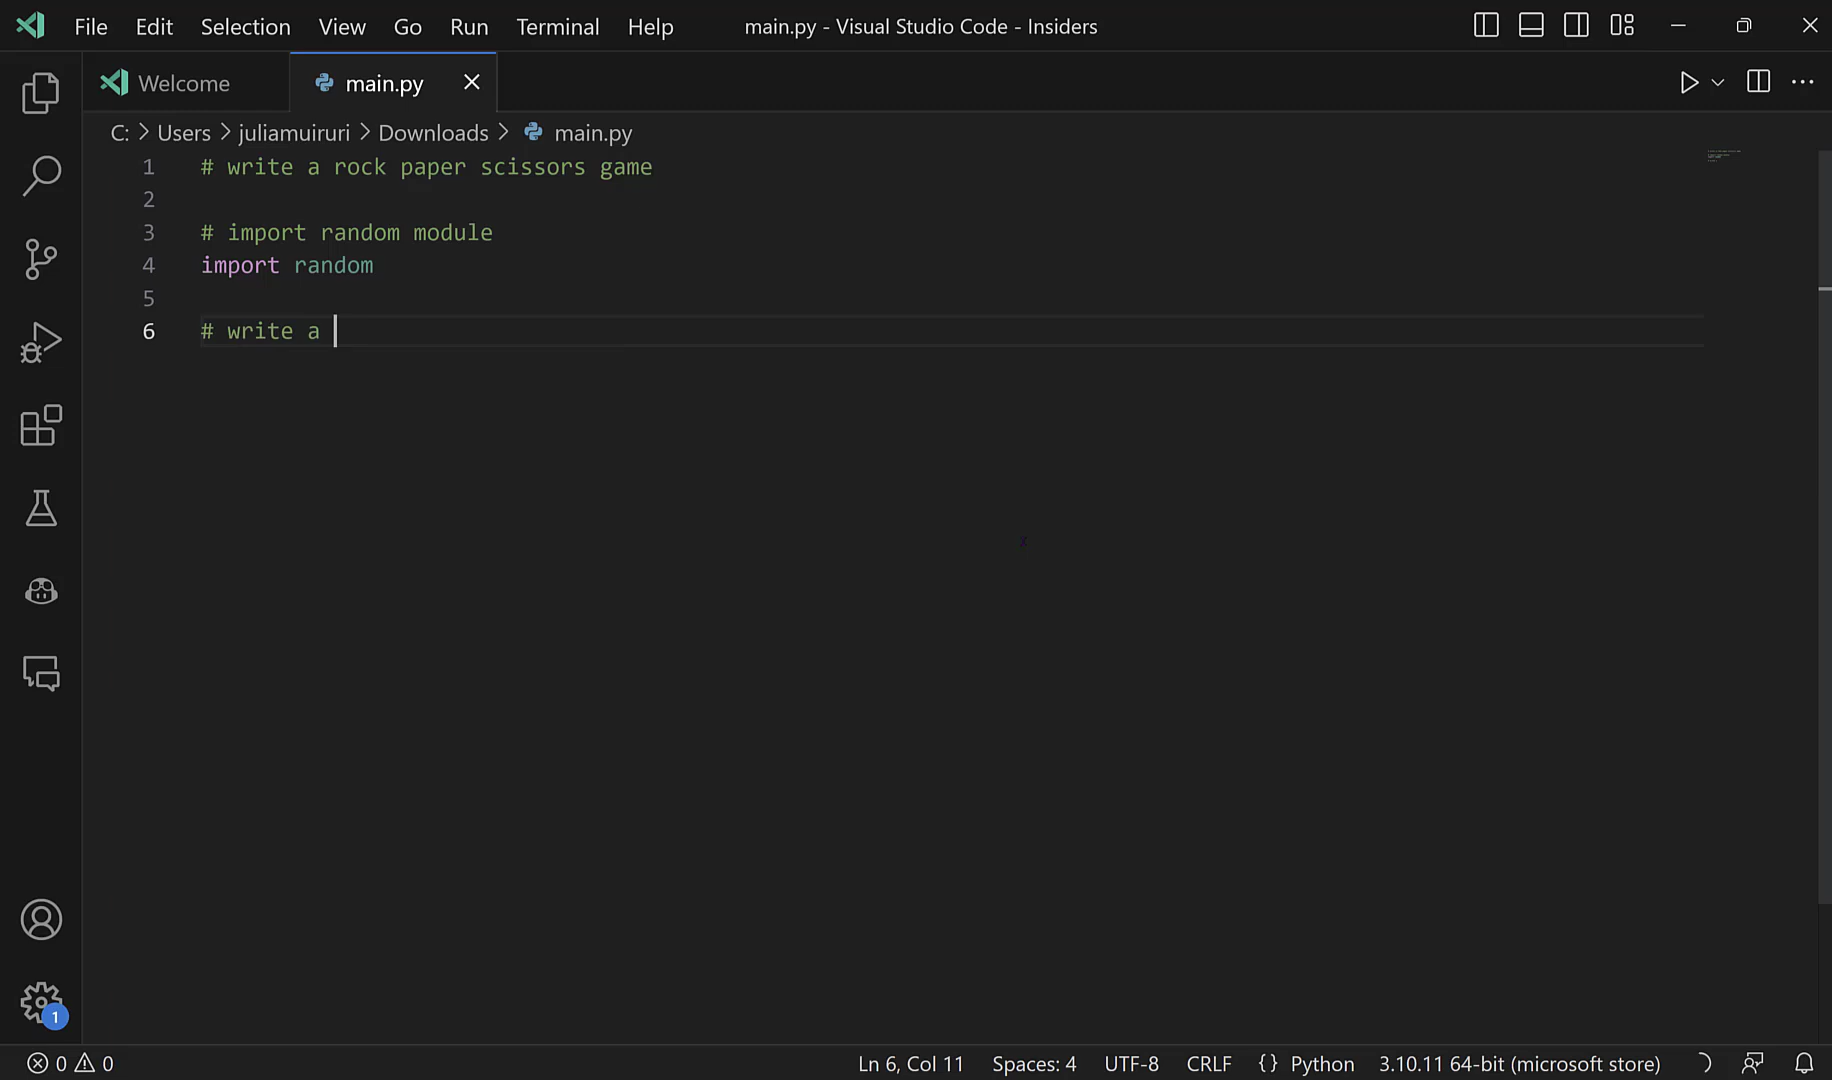 File Edit Selection View Go Run Terminal Help main.py - Visual Studio Code - Insiders
Welcome main.py
C: > Users > juliamuiruri > Downloads > main.py
1 # write a rock paper scissors game
2
3 # import random module
4 import random
5
6 # write a
1
0 0 Ln 6, Col 11 Spaces: 4 UTF-8 CRLF {} Python 3.10.11 64-bit (microsoft store)